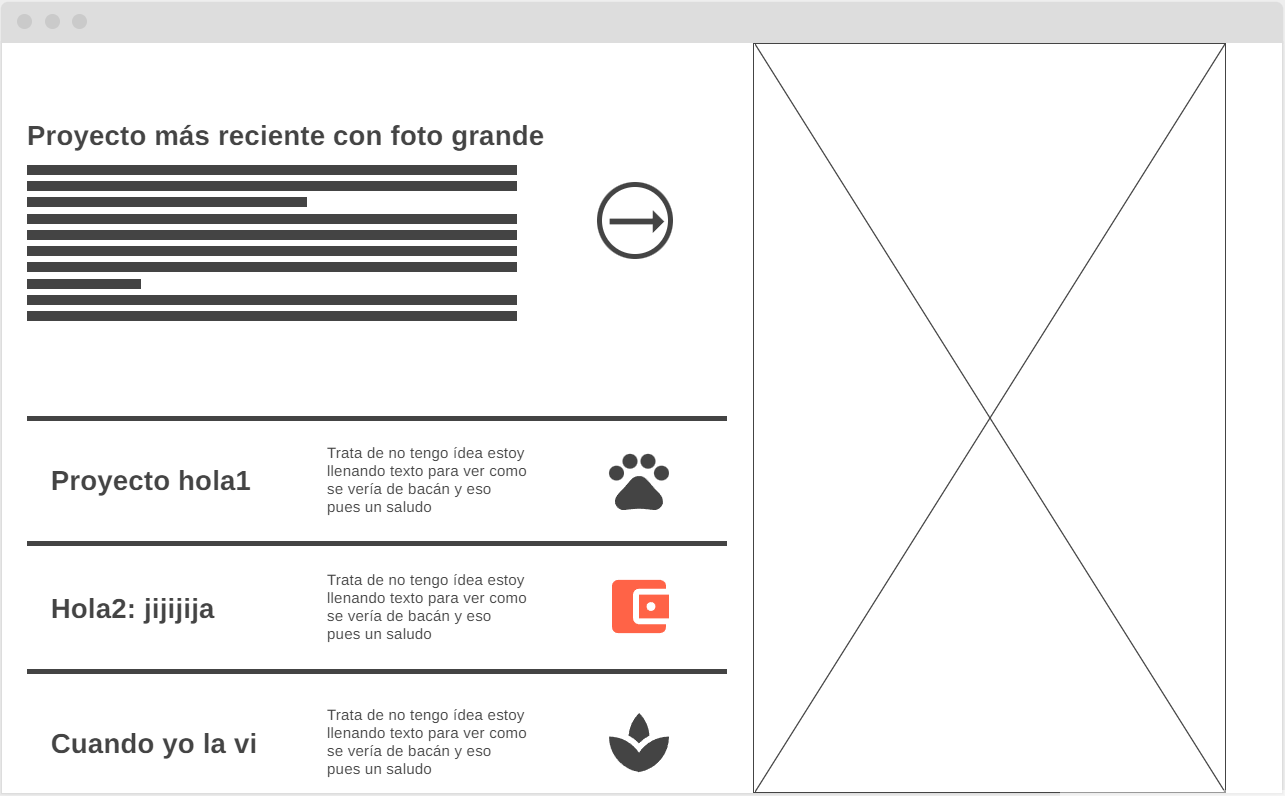 Proyecto más reciente con foto grande
Proyecto hola1
Trata de no tengo ídea estoy
llenando texto para ver como
se vería de bacán y eso
pues un saludo
Hola2: jijijija
Trata de no tengo ídea estoy
llenando texto para ver como
se vería de bacán y eso
pues un saludo
Cuando yo la vi
Trata de no tengo ídea estoy
llenando texto para ver como
se vería de bacán y eso
pues un saludo